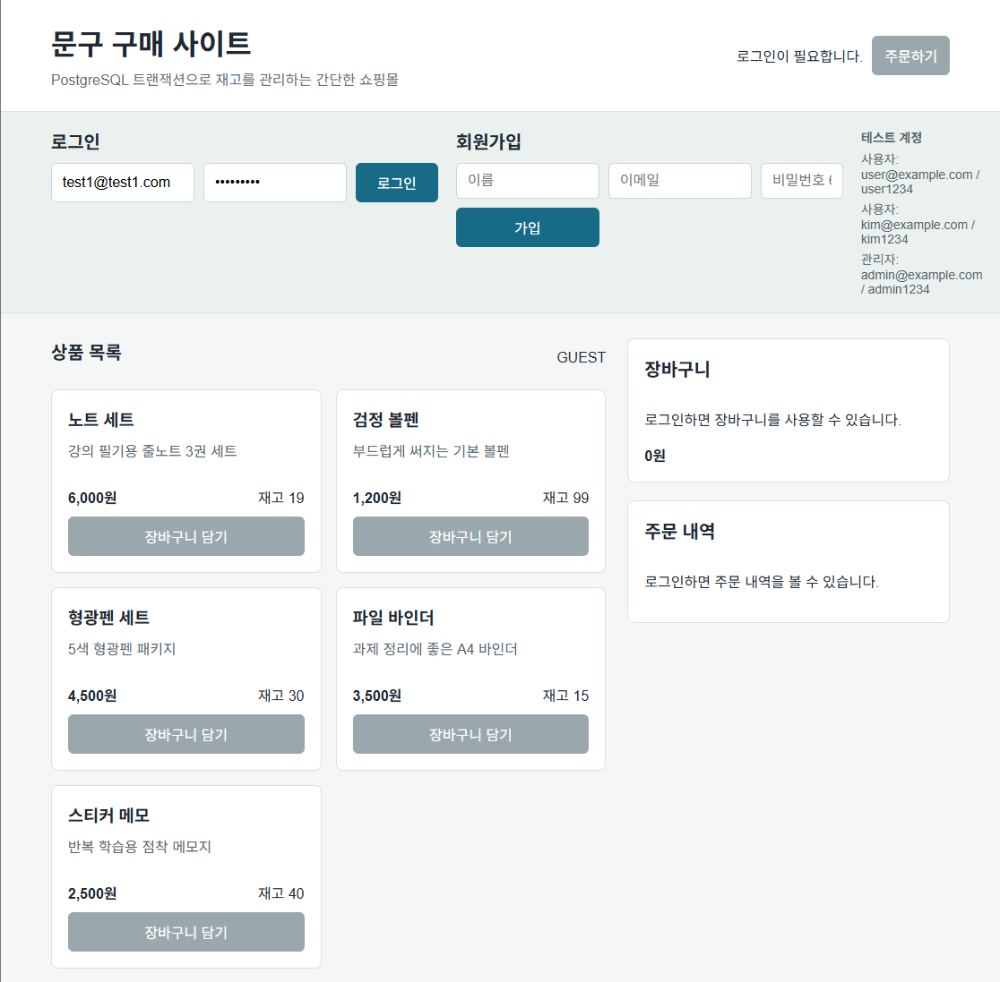 문구 구매 사이트
PostgreSQL 트랜잭션으로 재고를 관리하는 간단한 쇼핑몰
로그인이 필요합니다. 주문하기
로그인
test1@test1.com ••••••••• 로그인
회원가입
이름 이메일 비밀번호
가입
테스트 계정
사용자:
user@example.com /
user1234
사용자:
kim@example.com /
kim1234
관리자:
admin@example.com
/ admin1234
상품 목록 GUEST
노트 세트
강의 필기용 줄노트 3권 세트
6,000원 재고 19
장바구니 담기
검정 볼펜
부드럽게 써지는 기본 볼펜
1,200원 재고 99
장바구니 담기
형광펜 세트
5색 형광펜 패키지
4,500원 재고 30
장바구니 담기
파일 바인더
과제 정리에 좋은 A4 바인더
3,500원 재고 15
장바구니 담기
스티커 메모
반복 학습용 점착 메모지
2,500원 재고 40
장바구니 담기
장바구니
로그인하면 장바구니를 사용할 수 있습니다.
0원
주문 내역
로그인하면 주문 내역을 볼 수 있습니다.